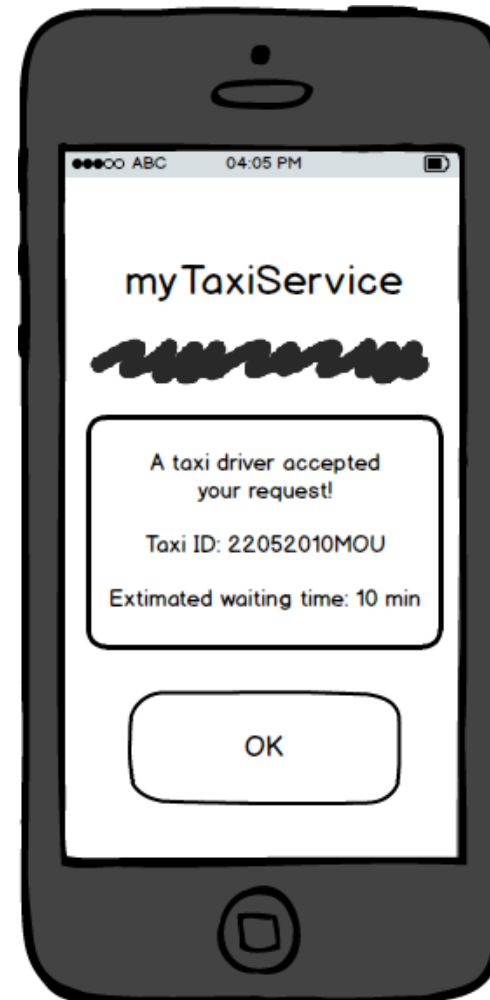 ABC 04:05 PM
myTaxiService
A taxi driver accepted
your request!
Taxi ID: 22052010MOU
Extimated waiting time: 10 min
OK